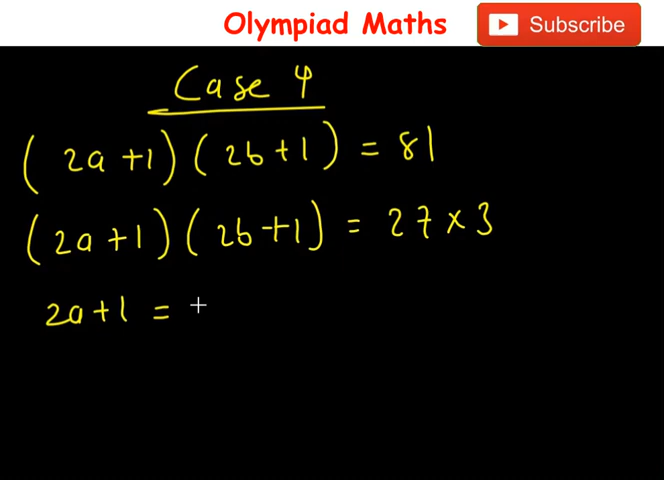 Olympiad Maths Subscribe
Case 4
(2a+1)(2b+1) = 81
(2a+1)(2b+1) = 27 × 3
2a+1 =